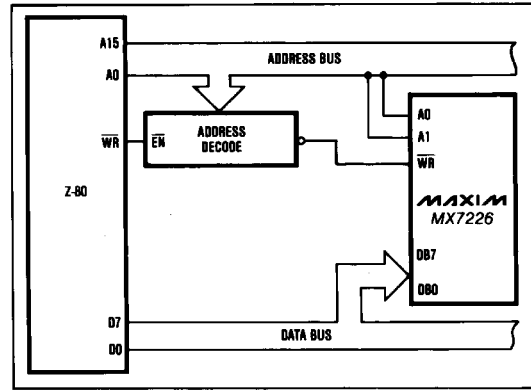 A15
ADDRESS BUS
A0
A0
ADDRESS
DECODE
A1
WR
EN
WR
Z-80
MAXIM
MX7226
DB7
DB0
D7
DATA BUS
D0